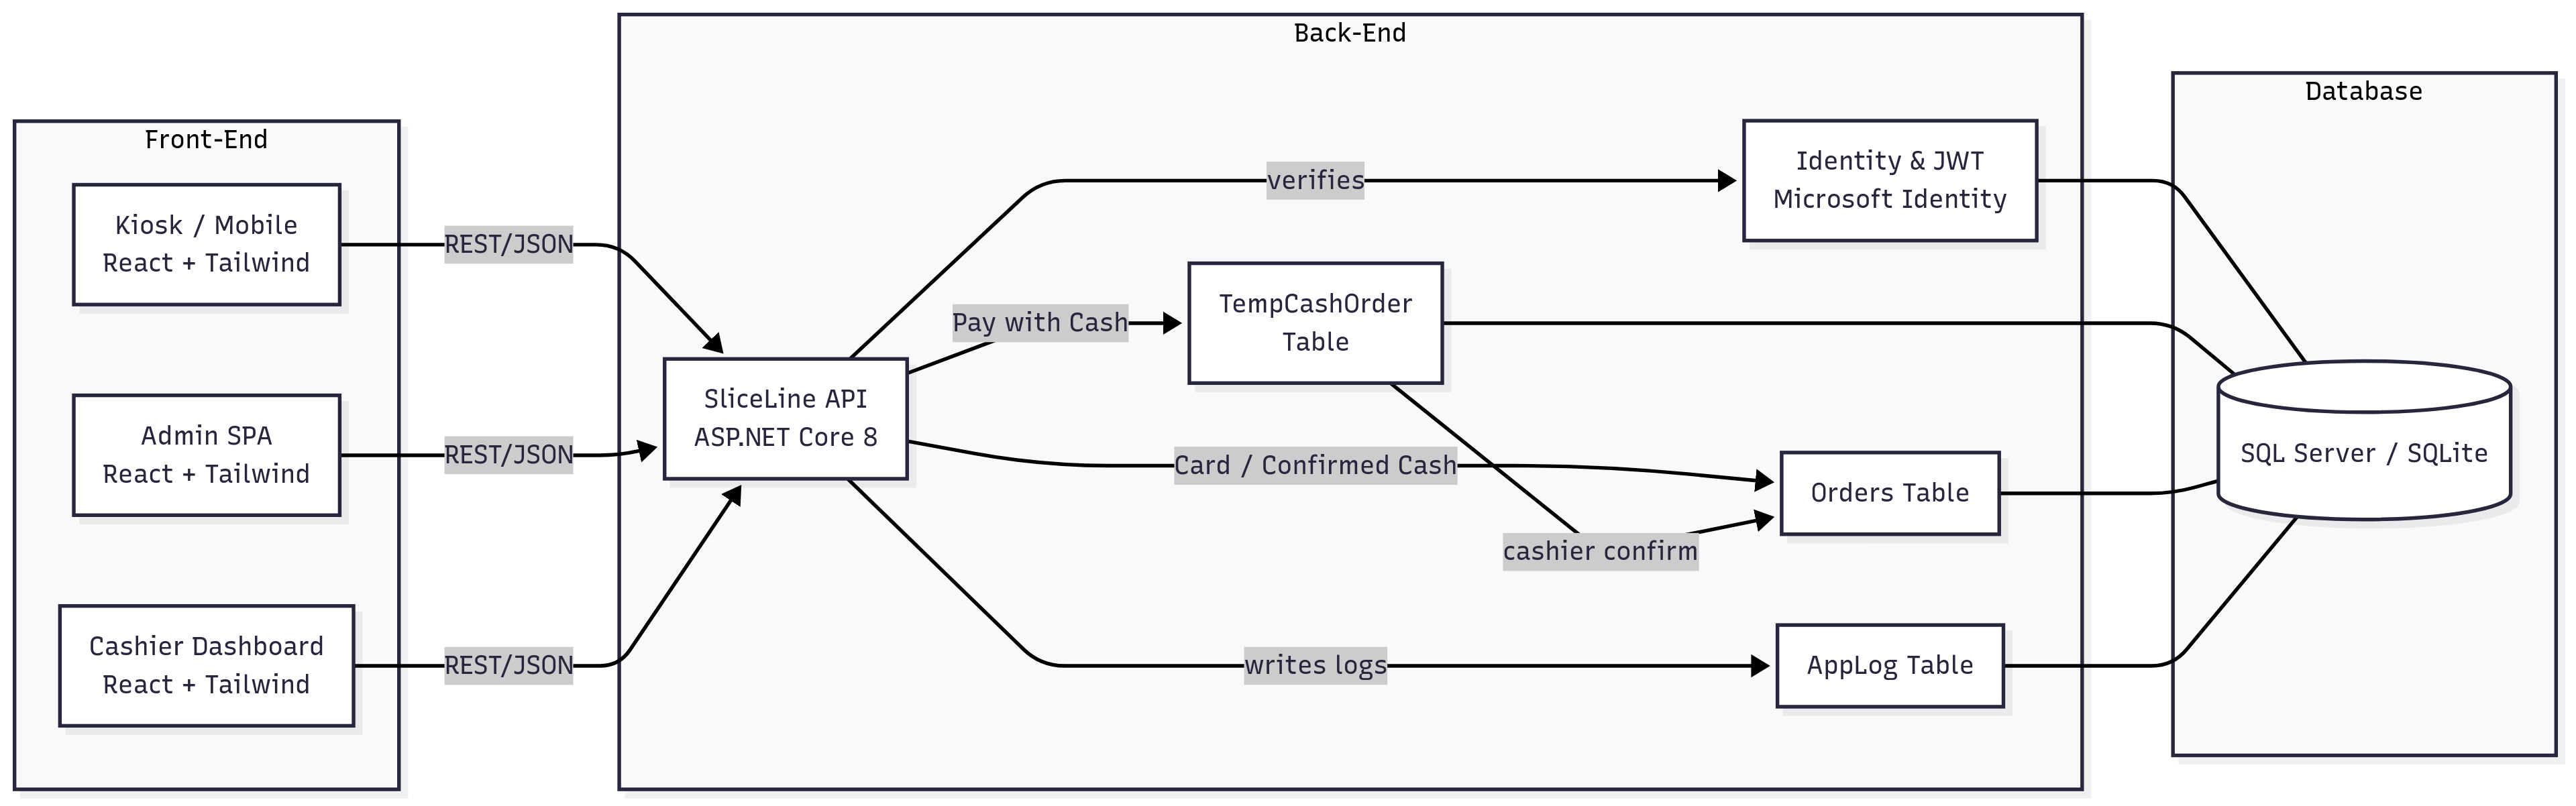 Front-End
Kiosk / Mobile
React + Tailwind
Admin SPA
React + Tailwind
Cashier Dashboard
React + Tailwind
REST/JSON
REST/JSON
REST/JSON
Back-End
SliceLine API
ASP.NET Core 8
verifies
Pay with Cash
Card / Confirmed Cash
cashier confirm
writes logs
TempCashOrder
Table
Identity & JWT
Microsoft Identity
Orders Table
AppLog Table
Database
SQL Server / SQLite